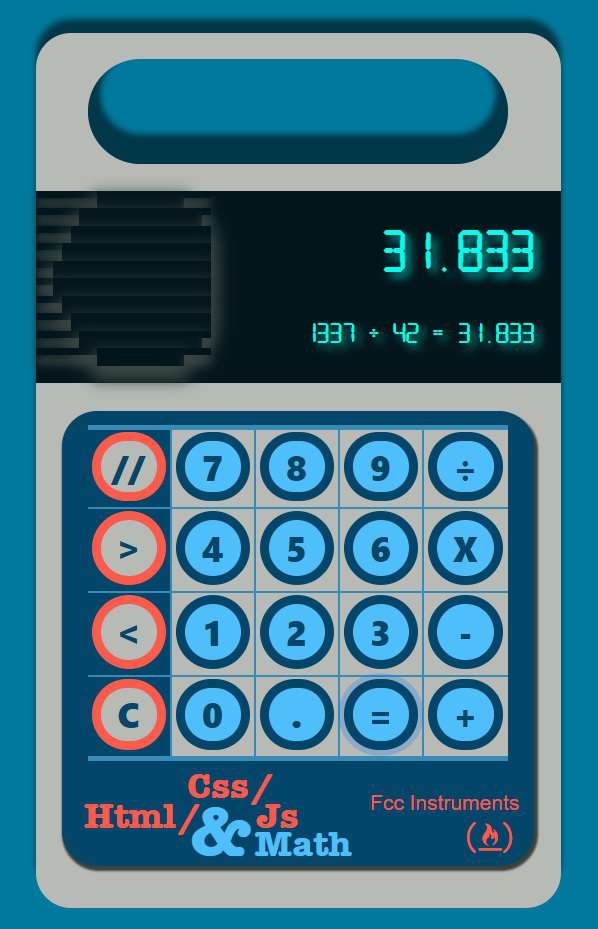 31.833
1337 ÷ 42 = 31.833
// 7 8 9 ÷
> 4 5 6 X
< 1 2 3 -
C 0 . = +
Css/
Html/ & Js
Math
Fcc Instruments